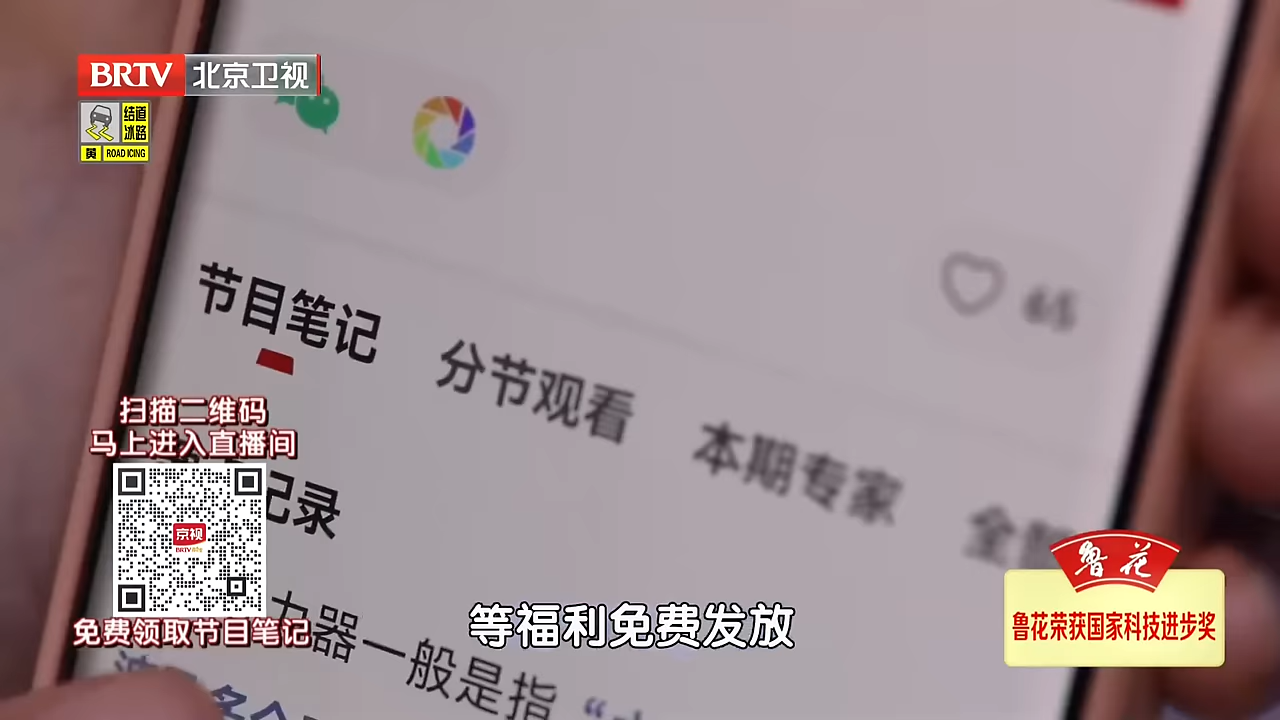 BRTV 北京卫视
结道
冰路
黄 ROAD ICING
65
节目笔记 分节观看 本期专家
扫描二维码
马上进入直播间
记录
京视
BRTV
免费领取节目笔记
力器一般是指“
等福利免费发放
鲁花
鲁花荣获国家科技进步奖